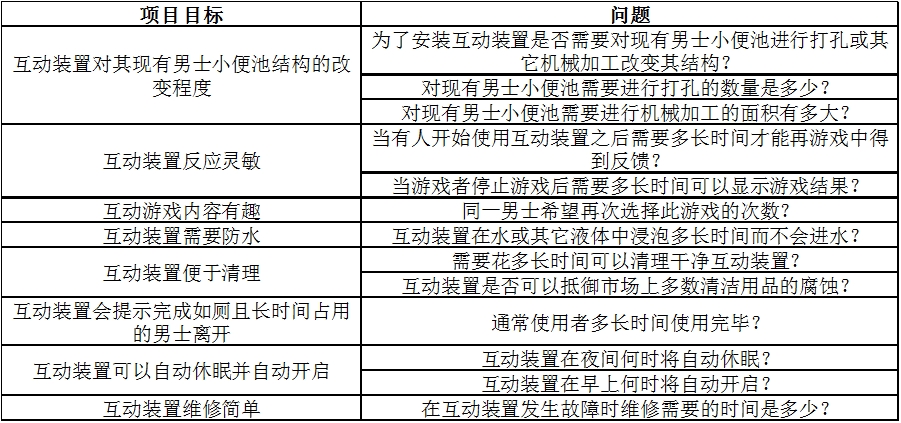 项目目标
问题
互动装置对其现有男士小便池结构的改
变程度
为了安装互动装置是否需要对现有男士小便池进行打孔或其
它机械加工改变其结构?
对现有男士小便池需要进行打孔的数量是多少?
对现有男士小便池需要进行机械加工的面积有多大?
互动装置反应灵敏
当有人开始使用互动装置之后需要多长时间才能再游戏中得
到反馈?
当游戏者停止游戏后需要多长时间可以显示游戏结果?
互动游戏内容有趣
同一男士希望再次选择此游戏的次数?
互动装置需要防水
互动装置在水或其它液体中浸泡多长时间而不会进水?
互动装置便于清理
需要花多长时间可以清理干净互动装置?
互动装置是否可以抵御市场上多数清洁用品的腐蚀?
互动装置会提示完成如厕且长时间占用
的男士离开
通常使用者多长时间使用完毕?
互动装置可以自动休眠并自动开启
互动装置在夜间何时将自动休眠?
互动装置在早上何时将自动开启?
互动装置维修简单
在互动装置发生故障时维修需要的时间是多少?